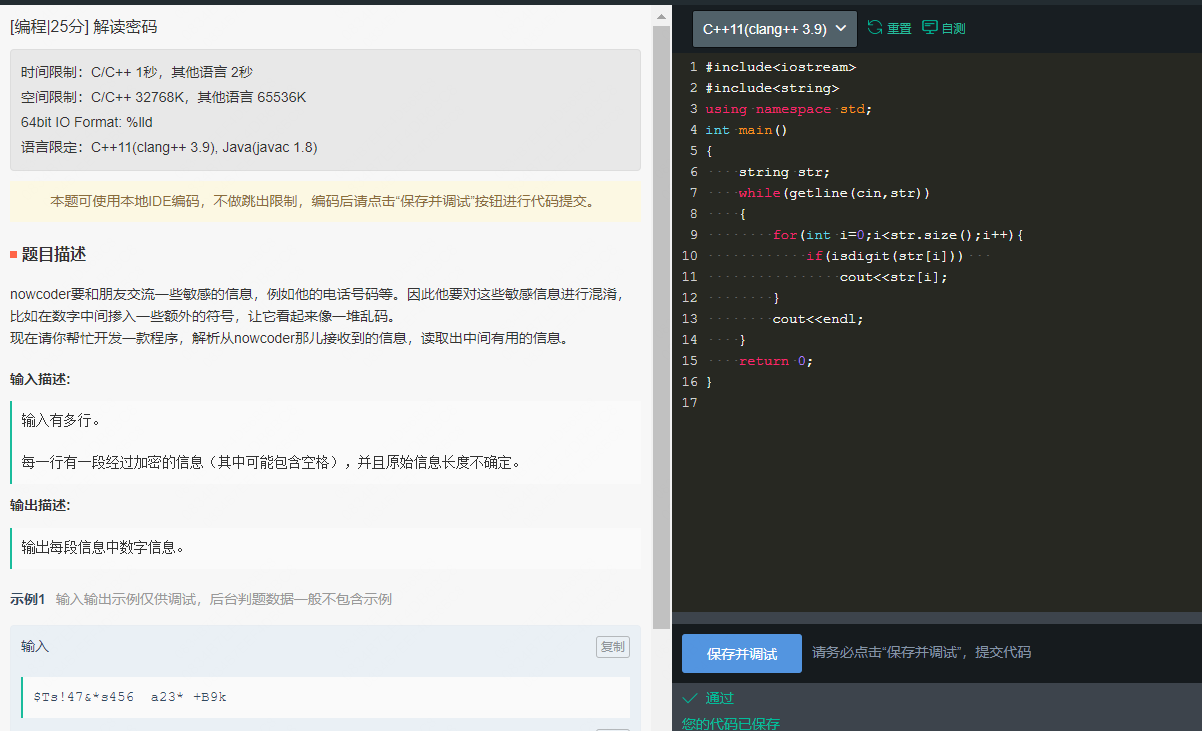 [编程|25分] 解读密码
时间限制：C/C++ 1秒，其他语言 2秒
空间限制：C/C++ 32768K，其他语言 65536K
64bit IO Format: %lld
语言限定：C++11(clang++ 3.9), Java(javac 1.8)
本题可使用本地IDE编码，不做跳出限制，编码后请点击“保存并调试”按钮进行代码提交。
题目描述
nowcoder要和朋友交流一些敏感的信息，例如他的电话号码等。因此他要对这些敏感信息进行混淆，
比如在数字中间掺入一些额外的符号，让它看起来像一堆乱码。
现在请你帮忙开发一款程序，解析从nowcoder那儿接收到的信息，读取出中间有用的信息。
输入描述:
输入有多行。
每一行有一段经过加密的信息（其中可能包含空格），并且原始信息长度不确定。
输出描述:
输出每段信息中数字信息。
示例1 输入输出示例仅供调试，后台判题数据一般不包含示例
输入 复制
$Ts!47&*s456  a23* +B9k
C++11(clang++ 3.9) 重置 自测
1 #include<iostream>
2 #include<string>
3 using namespace std;
4 int main()
5 {
6     string str;
7     while(getline(cin,str))
8     {
9         for(int i=0;i<str.size();i++){
10             if(isdigit(str[i]))
11                 cout<<str[i];
12         }
13         cout<<endl;
14     }
15     return 0;
16 }
17
保存并调试 请务必点击“保存并调试”，提交代码
通过
您的代码已保存